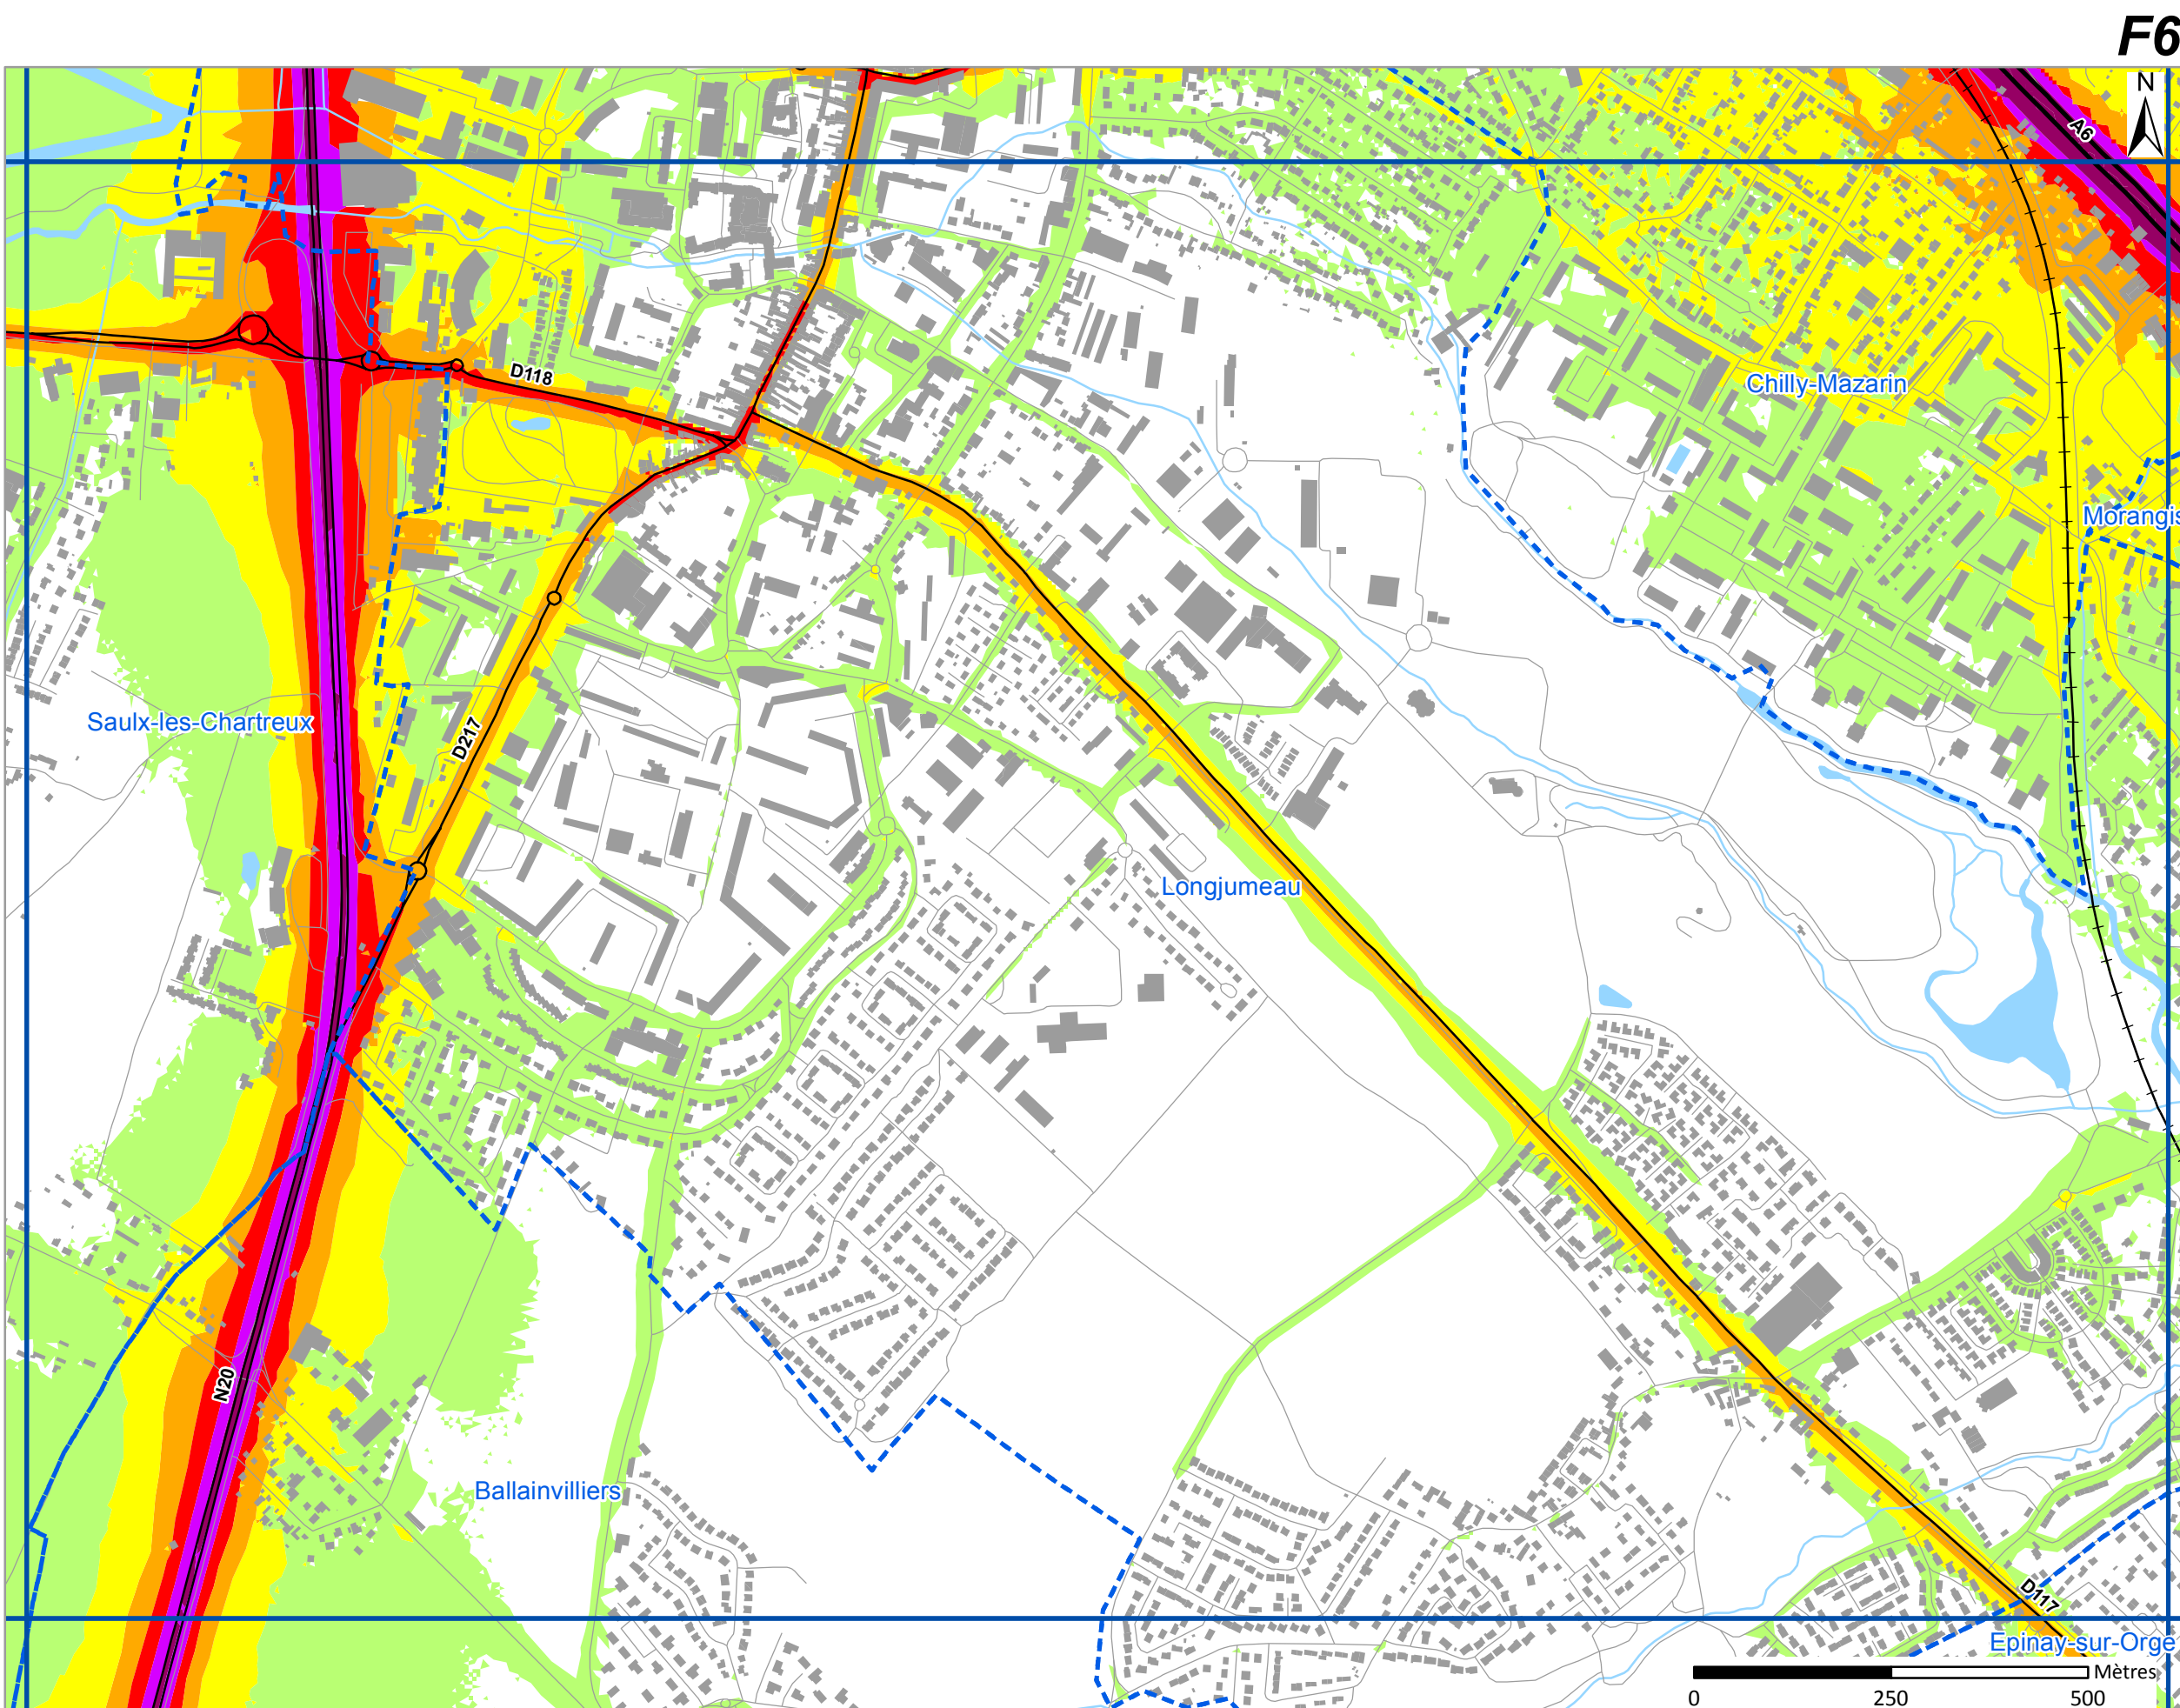 F6
N
A6
D118
Chilly-Mazarin
Morangis
Saulx-les-Chartreux
D217
Longjumeau
N20
Ballainvilliers
D117
Epinay-sur-Orge
Mètres
0 250 500